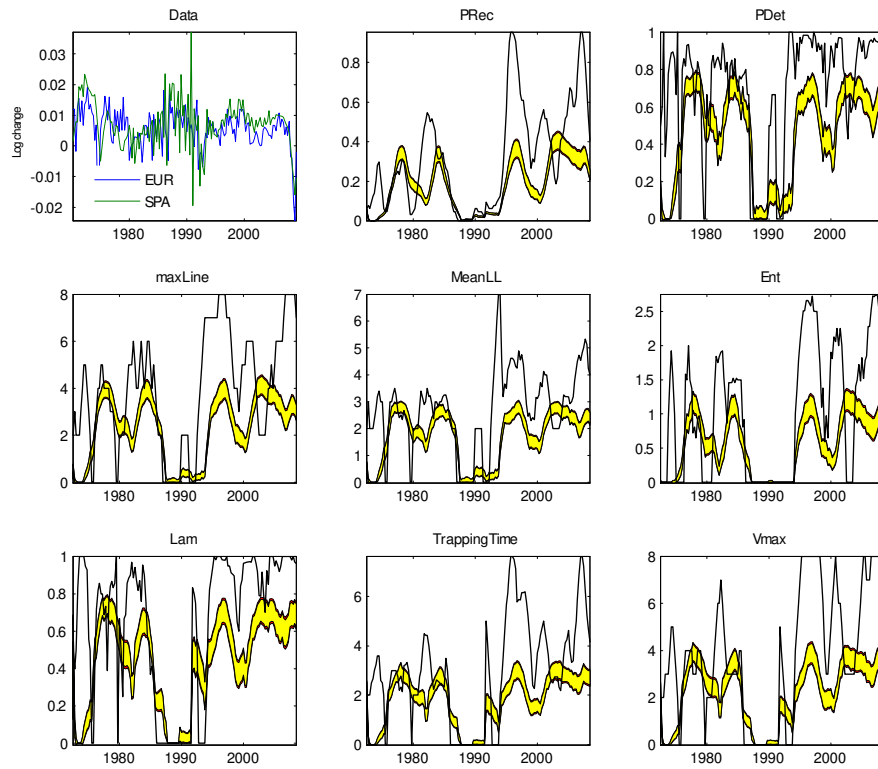 Data
PRec
PDet
0.03
0.02
0.01
0
-0.01
-0.02
Log change
EUR
SPA
1980 1990 2000
0.8
0.6
0.4
0.2
0
1980 1990 2000
1
0.8
0.6
0.4
0.2
0
1980 1990 2000
maxLine
MeanLL
Ent
8
6
4
2
0
1980 1990 2000
7
6
5
4
3
2
1
0
1980 1990 2000
2.5
2
1.5
1
0.5
0
1980 1990 2000
Lam
TrappingTime
Vmax
1
0.8
0.6
0.4
0.2
0
1980 1990 2000
6
4
2
0
1980 1990 2000
8
6
4
2
0
1980 1990 2000